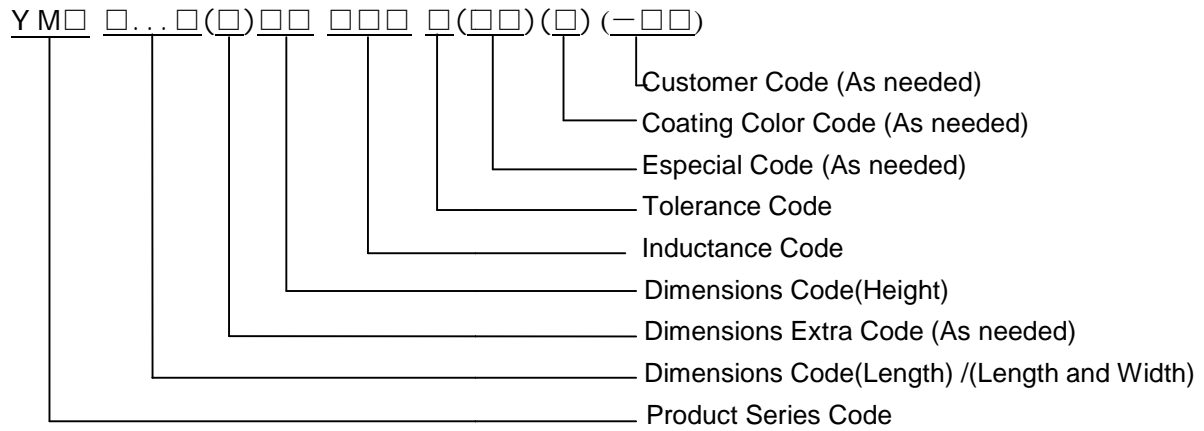 YM□ □...□(□)□□ □□□ □(□□)(□)(－□□)
Customer Code (As needed)
Coating Color Code (As needed)
Especial Code (As needed)
Tolerance Code
Inductance Code
Dimensions Code(Height)
Dimensions Extra Code (As needed)
Dimensions Code(Length) /(Length and Width)
Product Series Code